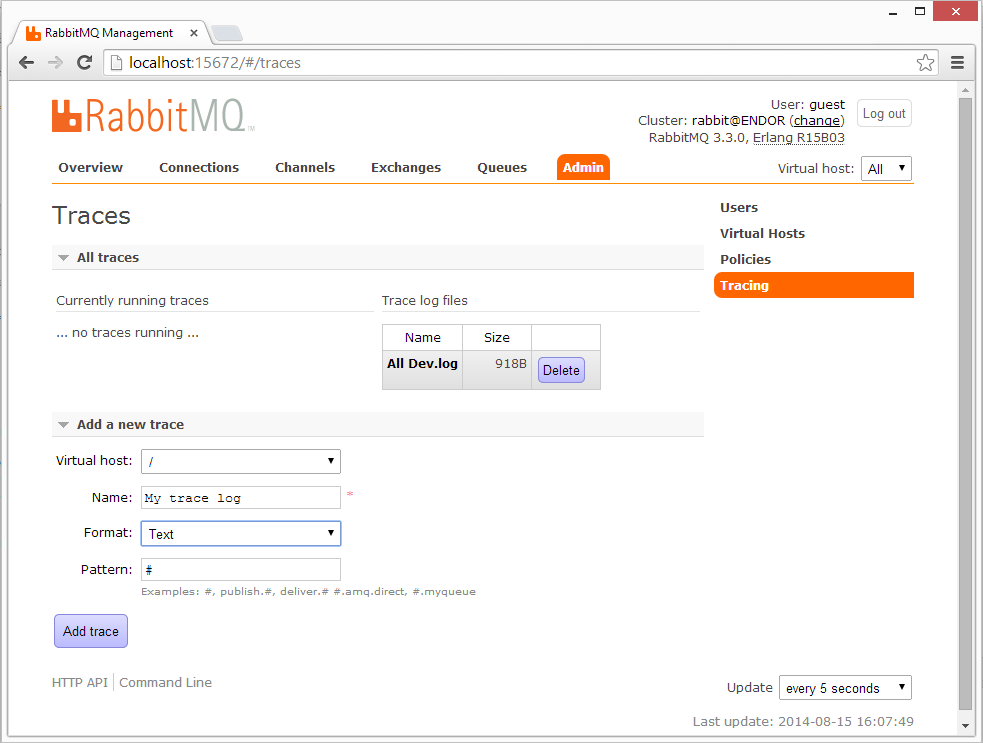 RabbitMQ Management
localhost:15672/#/traces
RabbitMQ™
User: guest
Cluster: rabbit@ENDOR (change)
RabbitMQ 3.3.0, Erlang R15B03
Log out
Overview Connections Channels Exchanges Queues Admin
Virtual host: All
Traces
Users
Virtual Hosts
Policies
Tracing
All traces
Currently running traces
... no traces running ...
Trace log files
Name Size
All Dev.log 918B Delete
Add a new trace
Virtual host: /
Name: My trace log *
Format: Text
Pattern: #
Examples: #, publish.#, deliver.# #.amq.direct, #.myqueue
Add trace
HTTP API Command Line
Update every 5 seconds
Last update: 2014-08-15 16:07:49